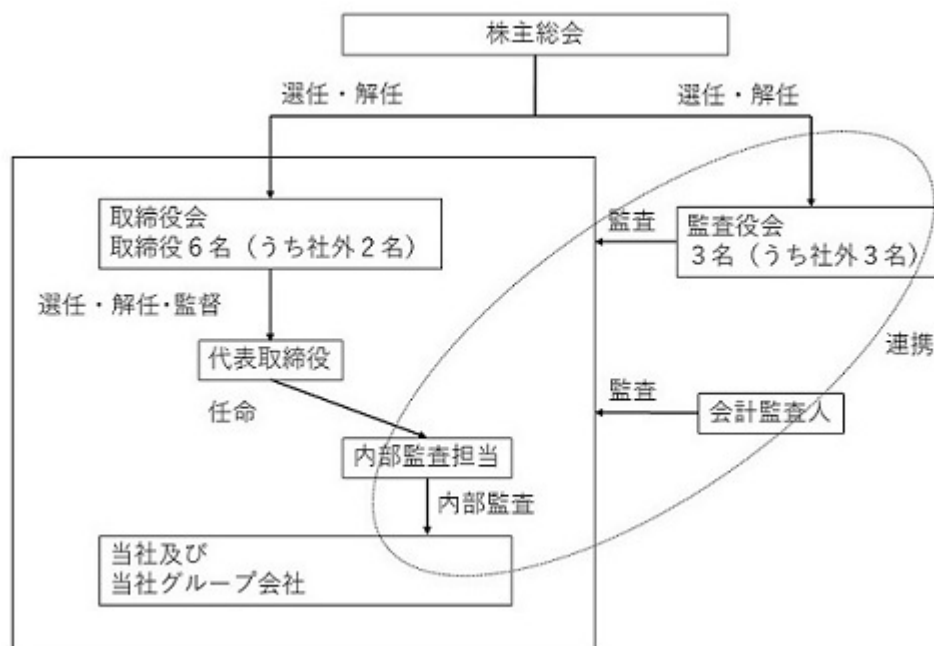 株主総会
選任・解任
選任・解任
取締役会
取締役６名（うち社外２名）
監査
監査役会
３名（うち社外３名）
選任・解任･監督
連携
代表取締役
監査
会計監査人
任命
内部監査担当
内部監査
当社及び
当社グループ会社